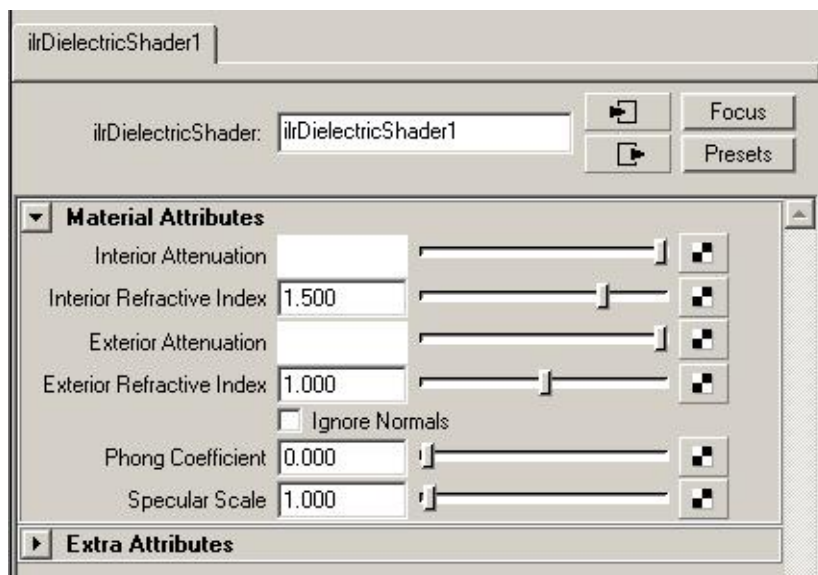 ilrDielectricShader1
ilrDielectricShader: ilrDielectricShader1
Focus
Presets
Material Attributes
Interior Attenuation
Interior Refractive Index 1.500
Exterior Attenuation
Exterior Refractive Index 1.000
Ignore Normals
Phong Coefficient 0.000
Specular Scale 1.000
Extra Attributes